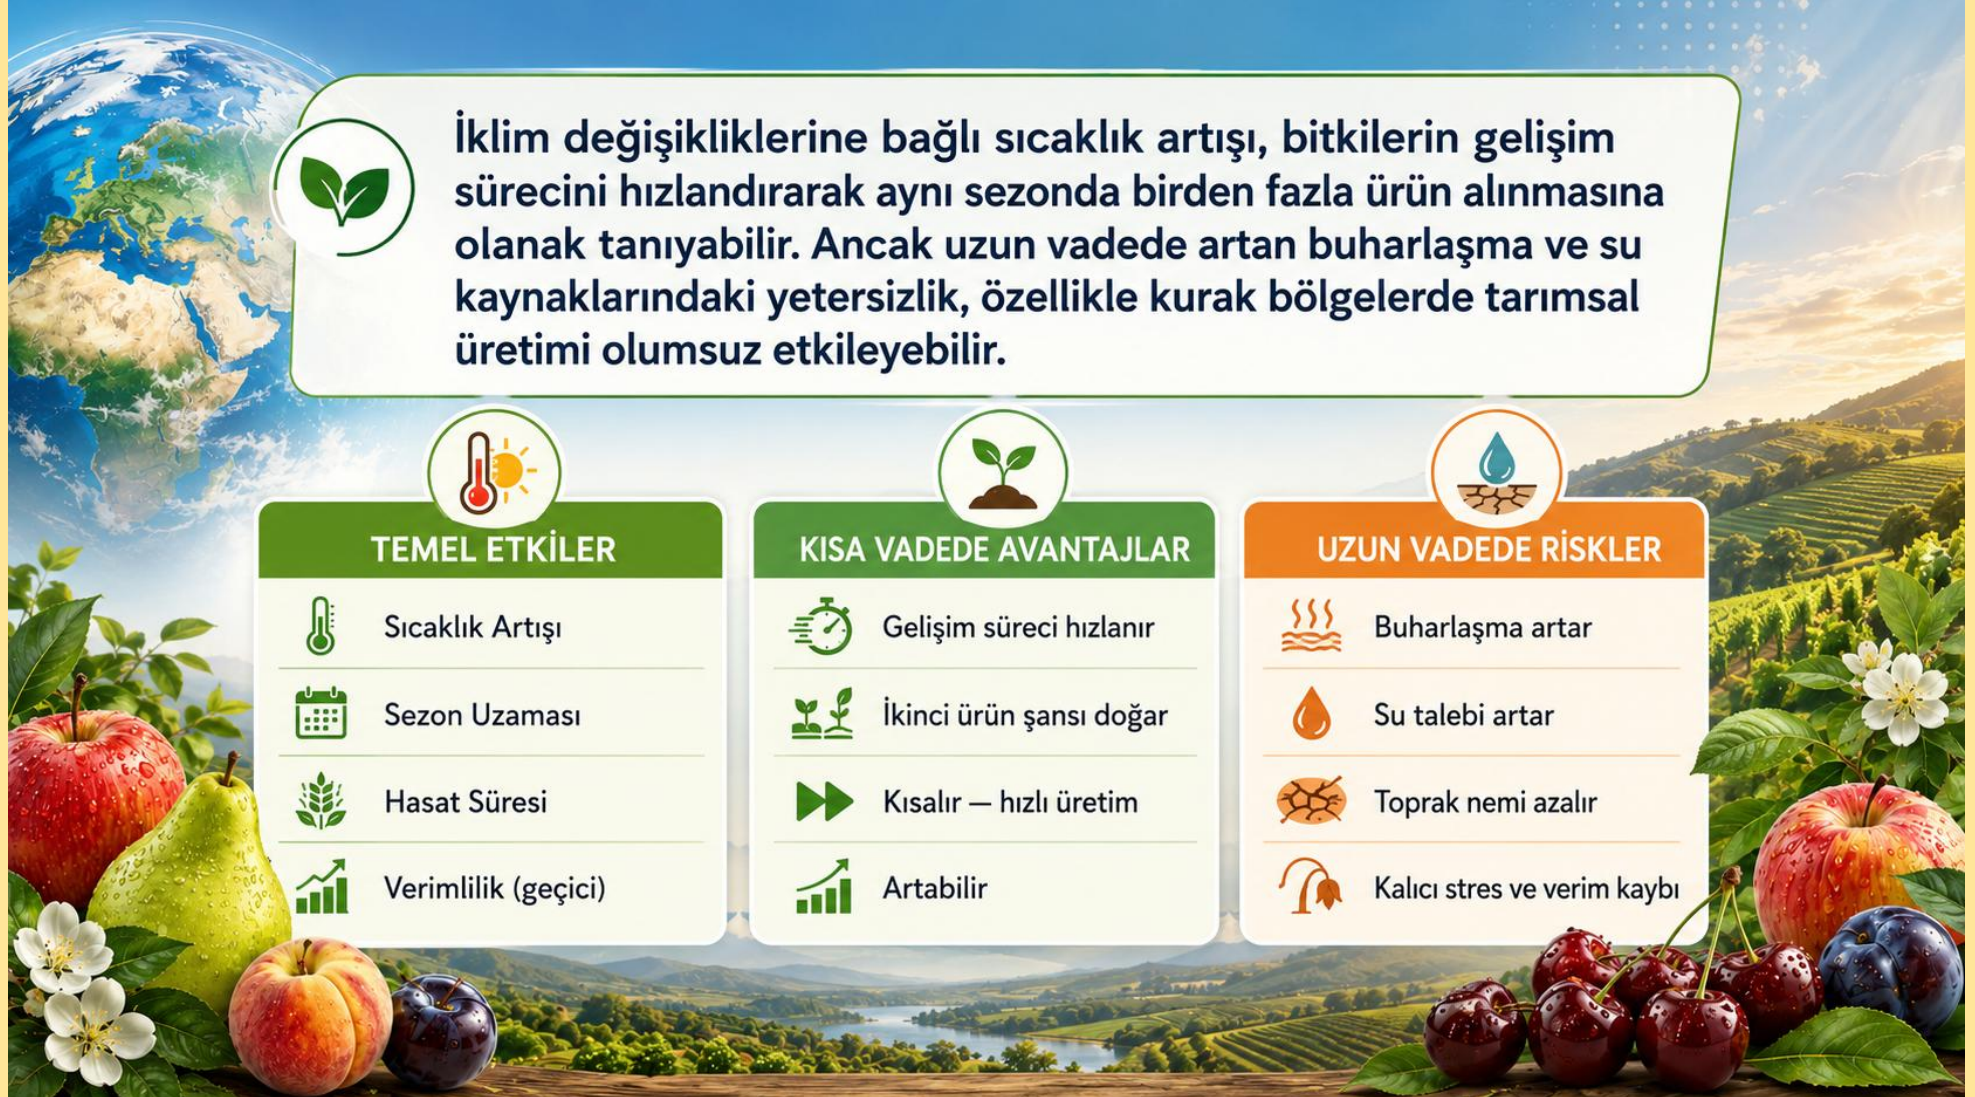 İklim değişikliklerine bağlı sıcaklık artışı, bitkilerin gelişim
sürecini hızlandırarak aynı sezonda birden fazla ürün alınmasına
olanak tanıyabilir. Ancak uzun vadede artan buharlaşma ve su
kaynaklarındaki yetersizlik, özellikle kurak bölgelerde tarımsal
üretimi olumsuz etkileyebilir.
TEMEL ETKİLER
Sıcaklık Artışı
Sezon Uzaması
Hasat Süresi
Verimlilik (geçici)
KISA VADEDE AVANTAJLAR
Gelişim süreci hızlanır
İkinci ürün şansı doğar
Kısalır — hızlı üretim
Artabilir
UZUN VADEDE RİSKLER
Buharlaşma artar
Su talebi artar
Toprak nemi azalır
Kalıcı stres ve verim kaybı